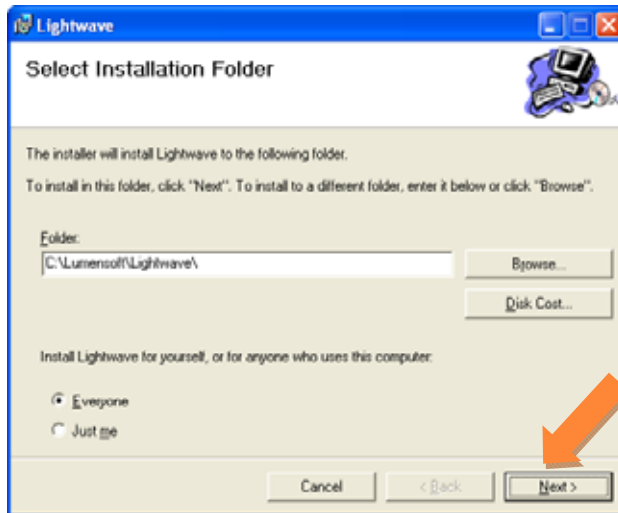 Lightwave
Select Installation Folder
The installer will install Lightwave to the following folder.
To install in this folder, click "Next". To install to a different folder, enter it below or click "Browse".
Folder:
C:\Lumensoft\Lightwave\
Browse...
Disk Cost...
Install Lightwave for yourself, or for anyone who uses this computer:
Everyone
Just me
Cancel
< Back
Next >